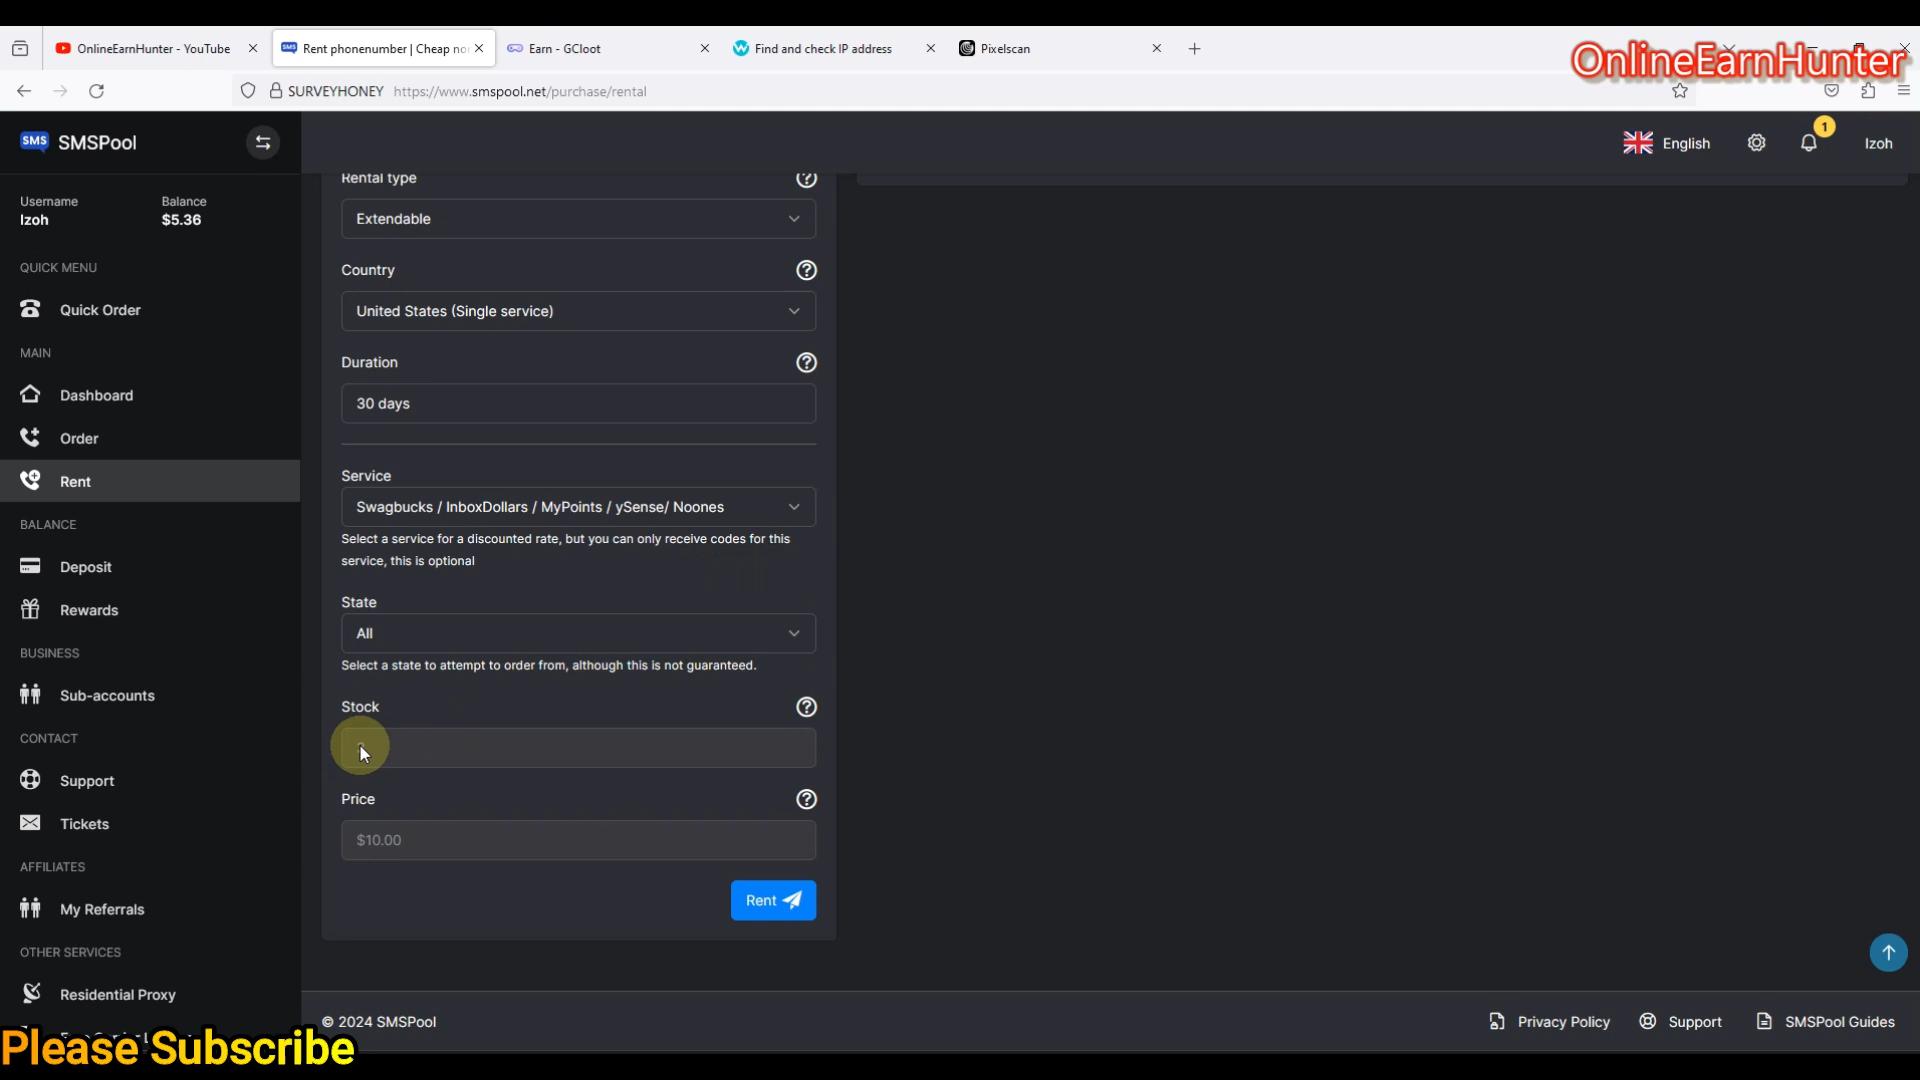 OnlineEarnHunter - YouTube
SMS Rent phonenumber | Cheap no
Earn - GCloot
Find and check IP address
Pixelscan
OnlineEarnHunter
SURVEYHONEY https://www.smspool.net/purchase/rental
SMS SMSPool
English
1
Izoh
Username
Izoh
Balance
$5.36
QUICK MENU
Quick Order
MAIN
Dashboard
Order
Rent
BALANCE
Deposit
Rewards
BUSINESS
Sub-accounts
CONTACT
Support
Tickets
AFFILIATES
My Referrals
OTHER SERVICES
Residential Proxy
Rental type
Extendable
Country
United States (Single service)
Duration
30 days
Service
Swagbucks / InboxDollars / MyPoints / ySense/ Noones
Select a service for a discounted rate, but you can only receive codes for this
service, this is optional
State
All
Select a state to attempt to order from, although this is not guaranteed.
Stock
Price
$10.00
Rent
© 2024 SMSPool
Privacy Policy
Support
SMSPool Guides
Please Subscribe